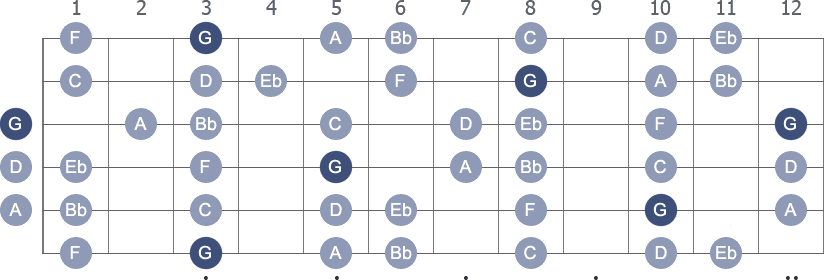 1 2 3 4 5 6 7 8 9 10 11 12
F G A Bb C D Eb
C D Eb F G A Bb
G A Bb C D Eb F G
D Eb F G A Bb C D
A Bb C D Eb F G A
F G A Bb C D Eb